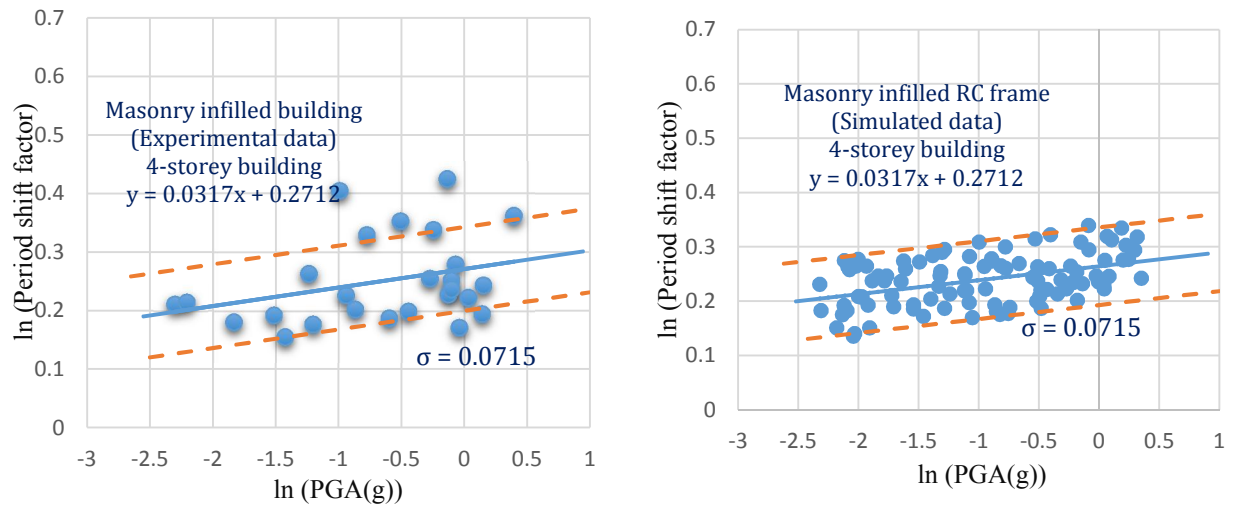 0.7
0.6
0.5
0.4
0.3
0.2
0.1
0
ln (Period shift factor)
Masonry infilled building
(Experimental data)
4-storey building
y = 0.0317x + 0.2712
σ = 0.0715
-3 -2.5 -2 -1.5 -1 -0.5 0 0.5 1
ln (PGA(g))
0.7
0.6
0.5
0.4
0.3
0.2
0.1
0
ln (Period shift factor)
Masonry infilled RC frame
(Simulated data)
4-storey building
y = 0.0317x + 0.2712
σ = 0.0715
-3 -2.5 -2 -1.5 -1 -0.5 0 0.5 1
ln (PGA(g))